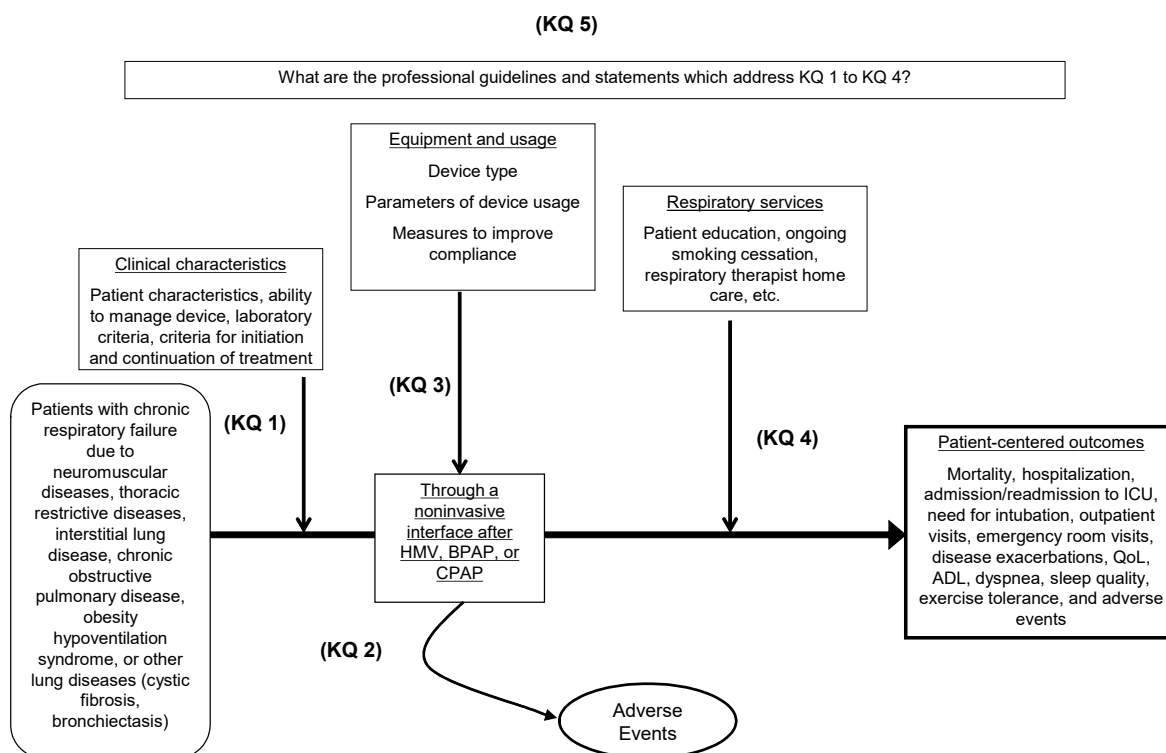 (KQ 5)
What are the professional guidelines and statements which address KQ 1 to KQ 4?
Equipment and usage
Device type
Parameters of device usage
Measures to improve
compliance
Respiratory services
Patient education, ongoing
smoking cessation,
respiratory therapist home
care, etc.
Clinical characteristics
Patient characteristics, ability
to manage device, laboratory
criteria, criteria for initiation
and continuation of treatment
(KQ 3)
(KQ 1)
(KQ 4)
Patients with chronic
respiratory failure
due to
neuromuscular
diseases, thoracic
restrictive diseases,
interstitial lung
disease, chronic
obstructive
pulmonary disease,
obesity
hypoventilation
syndrome, or other
lung diseases (cystic
fibrosis,
bronchiectasis)
Through a
noninvasive
interface after
HMV, BPAP, or
CPAP
Patient-centered outcomes
Mortality, hospitalization,
admission/readmission to ICU,
need for intubation, outpatient
visits, emergency room visits,
disease exacerbations, QoL,
ADL, dyspnea, sleep quality,
exercise tolerance, and adverse
events
(KQ 2)
Adverse
Events